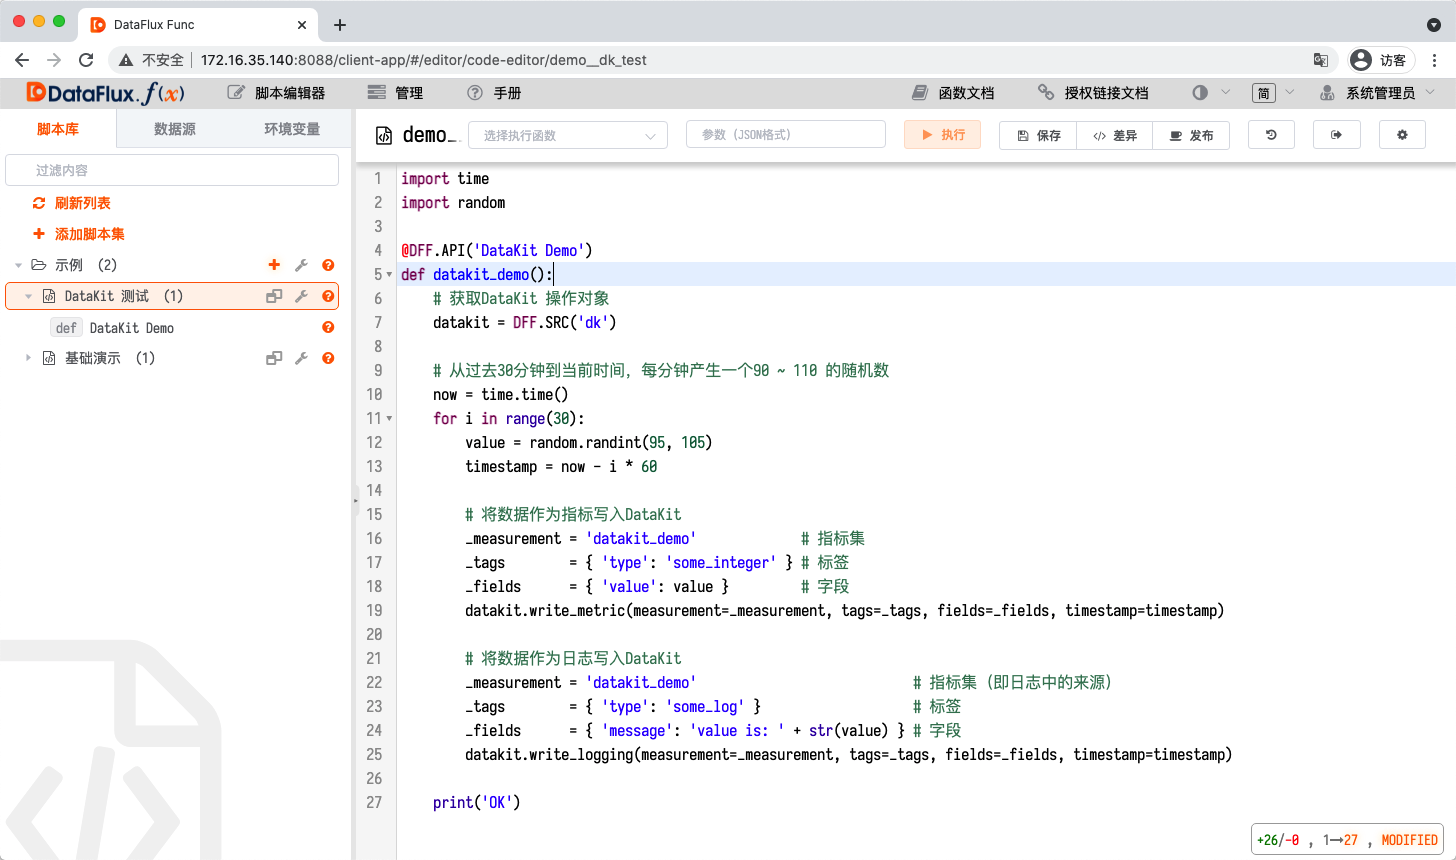 DataFlux Func
不安全 172.16.35.140:8088/client-app/#/editor/code-editor/demo__dk_test 访客
DataFlux.f(x) 脚本编辑器 管理 手册 函数文档 授权链接文档 简 系统管理员
脚本库 数据源 环境变量
过滤内容
刷新列表
添加脚本集
示例 (2)
DataKit 测试 (1)
def DataKit Demo
基础演示 (1)
demo_… 选择执行函数 参数 (JSON格式) 执行 保存 差异 发布
1 import time
2 import random
3
4 @DFF.API('DataKit Demo')
5 def datakit_demo():
6 # 获取DataKit 操作对象
7 datakit = DFF.SRC('dk')
8
9 # 从过去30分钟到当前时间，每分钟产生一个90 ~ 110 的随机数
10 now = time.time()
11 for i in range(30):
12 value = random.randint(95, 105)
13 timestamp = now - i * 60
14
15 # 将数据作为指标写入DataKit
16 _measurement = 'datakit_demo' # 指标集
17 _tags = { 'type': 'some_integer' } # 标签
18 _fields = { 'value': value } # 字段
19 datakit.write_metric(measurement=_measurement, tags=_tags, fields=_fields, timestamp=timestamp)
20
21 # 将数据作为日志写入DataKit
22 _measurement = 'datakit_demo' # 指标集（即日志中的来源）
23 _tags = { 'type': 'some_log' } # 标签
24 _fields = { 'message': 'value is: ' + str(value) } # 字段
25 datakit.write_logging(measurement=_measurement, tags=_tags, fields=_fields, timestamp=timestamp)
26
27 print('OK')
+26/-0 , 1→27 , MODIFIED